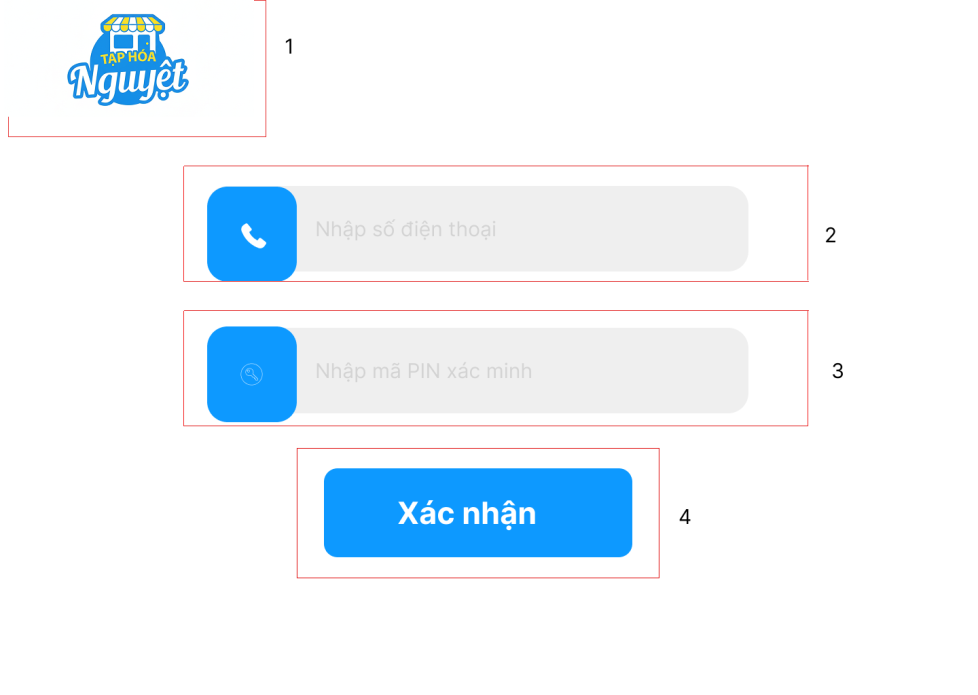 TẠP HÓA
Nguyệt
1
Nhập số điện thoại
2
Nhập mã PIN xác minh
3
Xác nhận
4